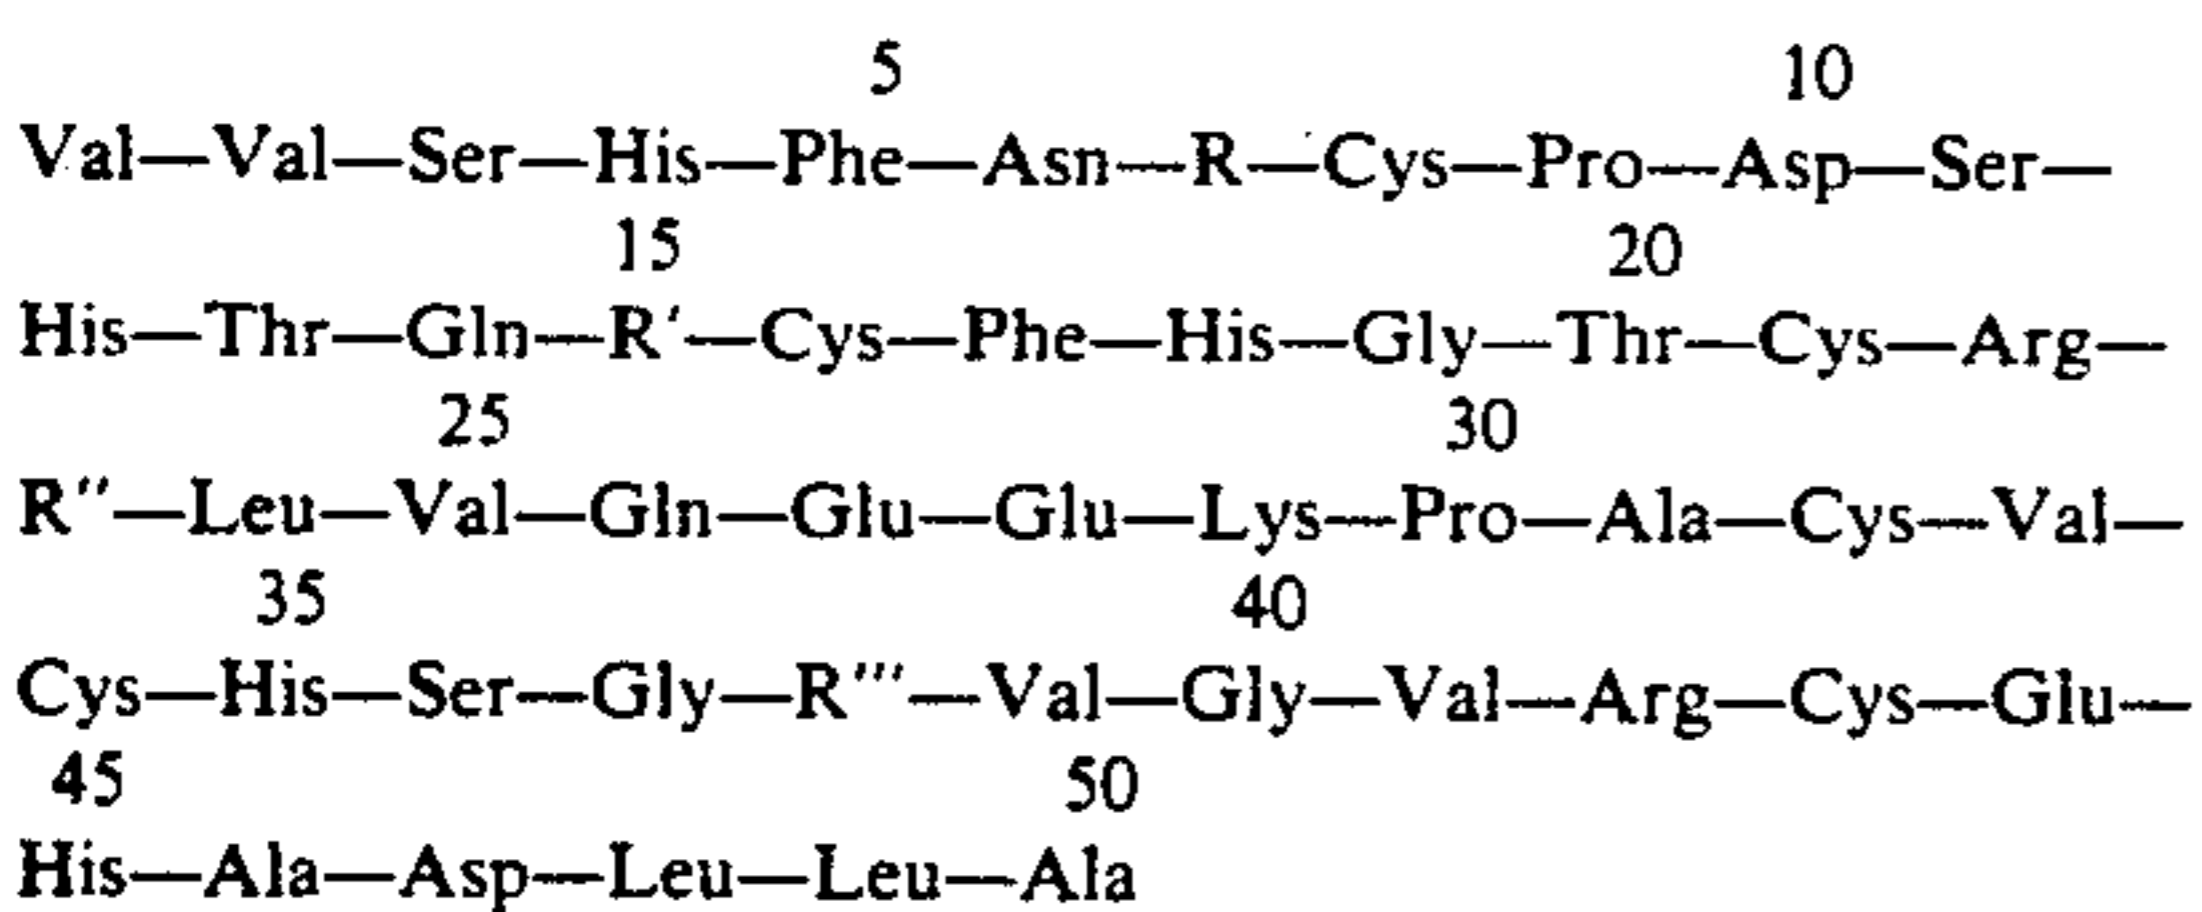 5 10
Val—Val—Ser—His—Phe—Asn—R—Cys—Pro—Asp—Ser—
15 20
His—Thr—Gln—R′—Cys—Phe—His—Gly—Thr—Cys—Arg—
25 30
R″—Leu—Val—Gln—Glu—Glu—Lys—Pro—Ala—Cys—Val—
35 40
Cys—His—Ser—Gly—R‴—Val—Gly—Val—Arg—Cys—Glu—
45 50
His—Ala—Asp—Leu—Leu—Ala